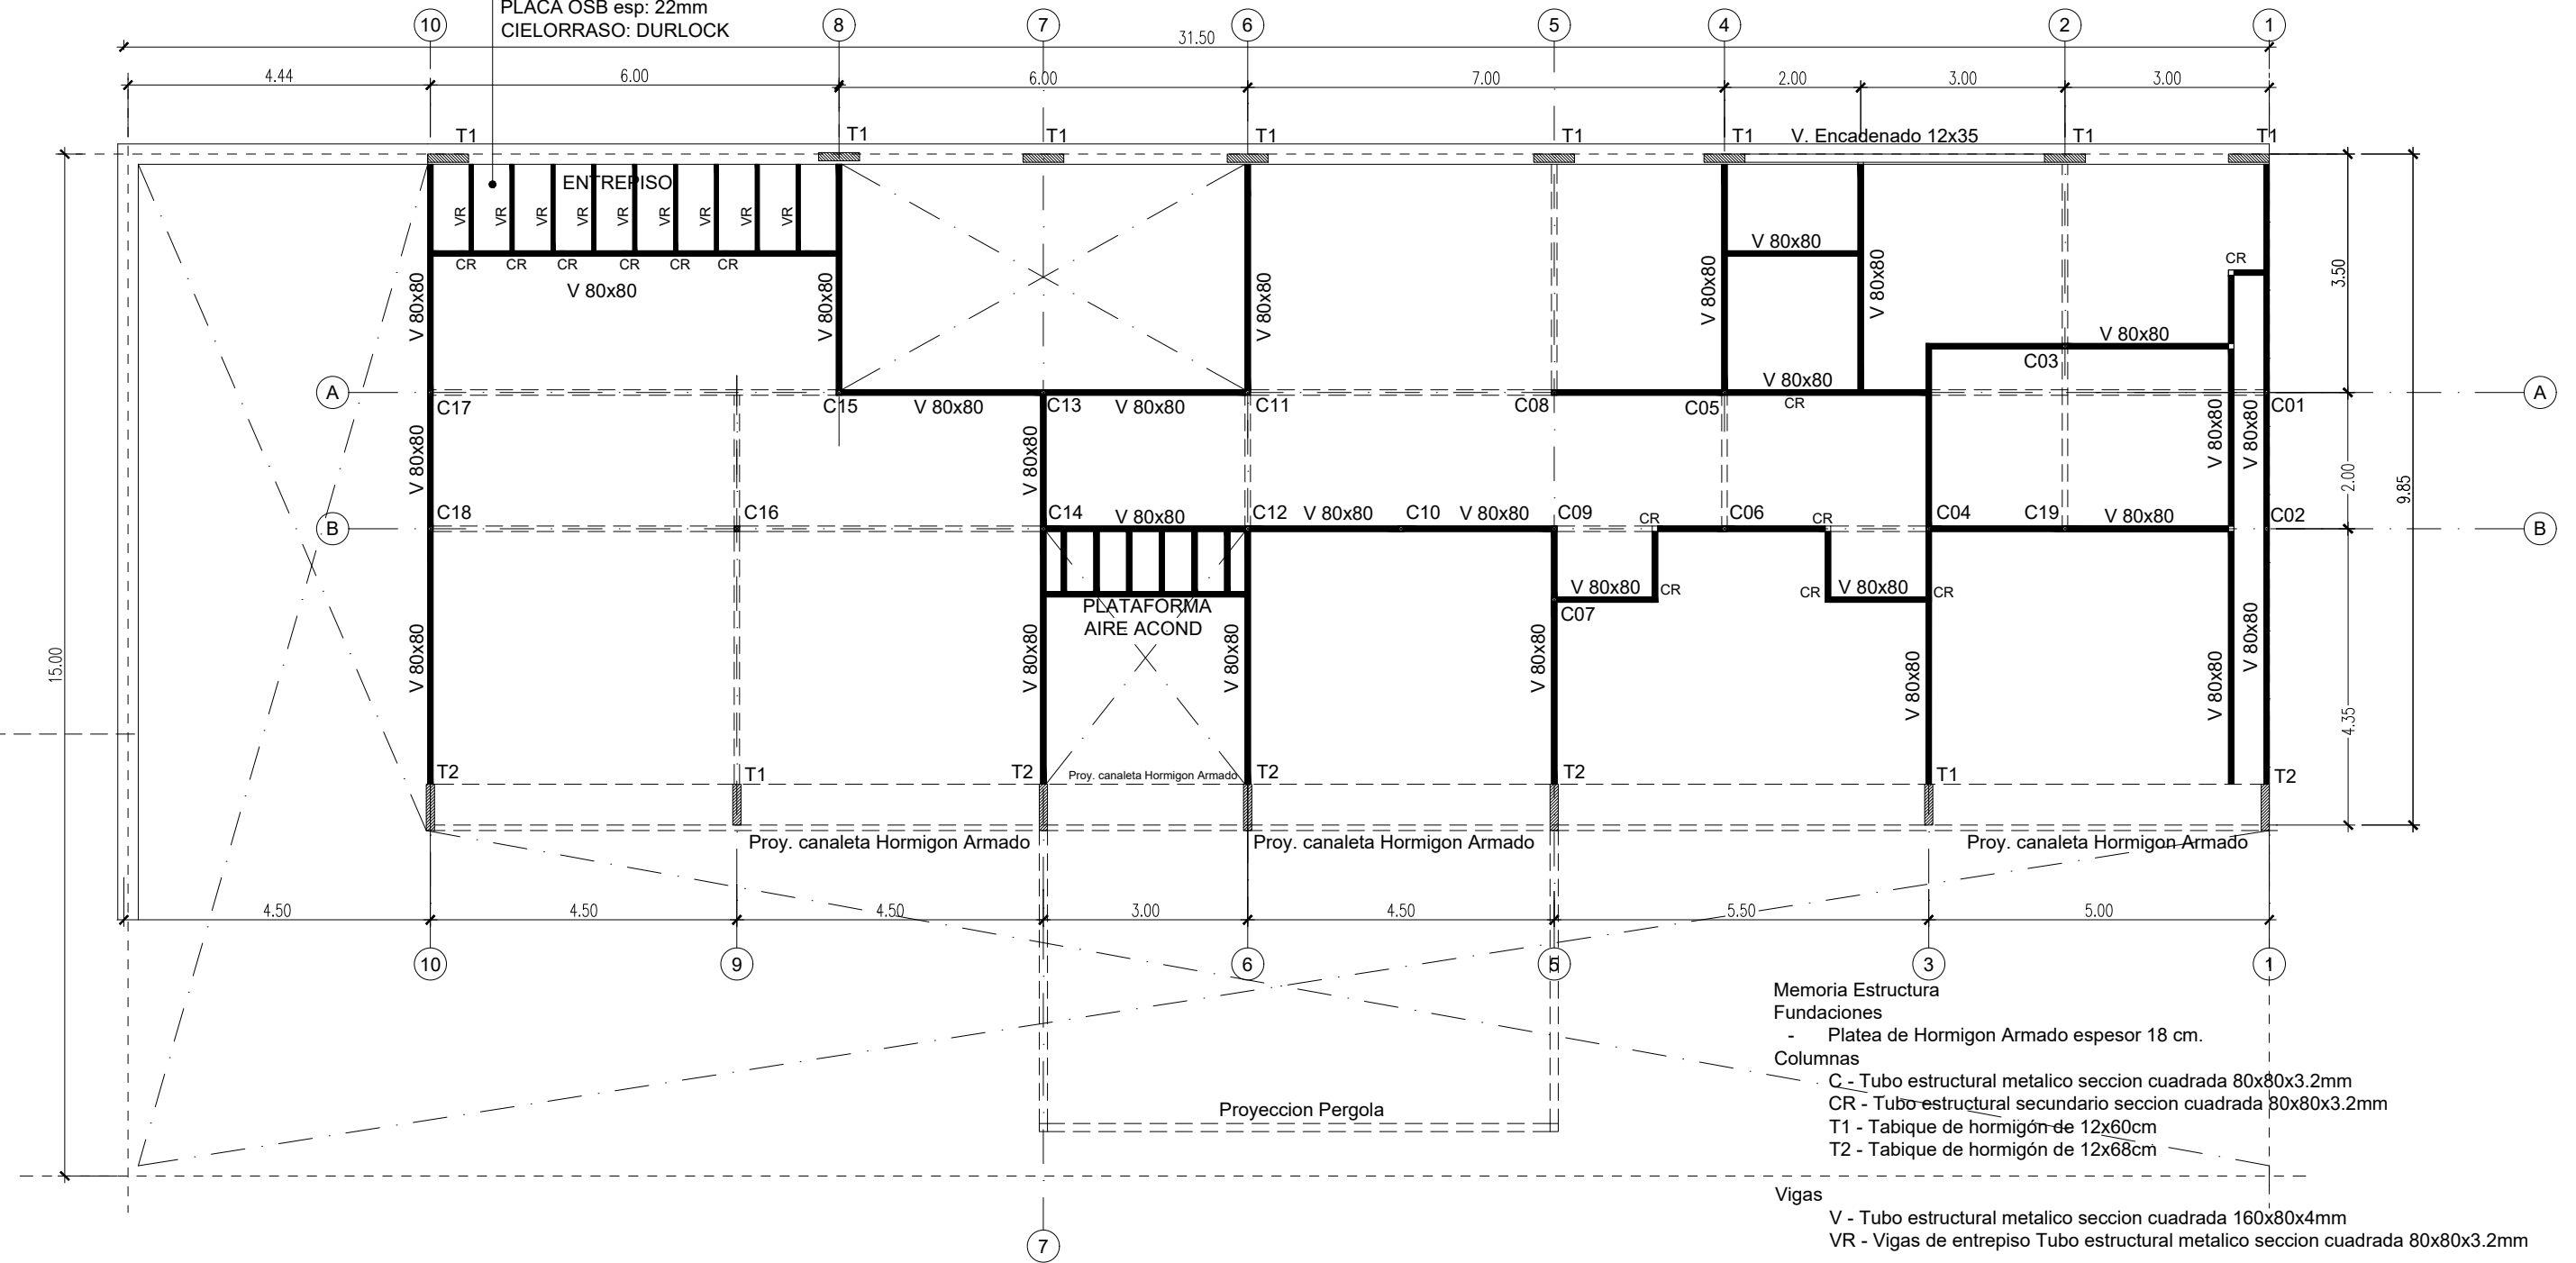 PLACA OSB esp: 22mm
CIELORRASO: DURLOCK
10
8
7
6
5
4
2
1
31.50
4.44
6.00
6.00
7.00
2.00
3.00
3.00
T1
T1
T1
T1
T1
T1
V. Encadenado 12x35
T1
T1
ENTREPISO
VR
VR
VR
VR
VR
VR
VR
VR
VR
CR
CR
CR
CR
CR
CR
V 80x80
V 80x80
V 80x80
V 80x80
V 80x80
V 80x80
V 80x80
CR
3.50
V 80x80
C03
V 80x80
A
C17
C15
V 80x80
C13
V 80x80
C11
C08
C05
CR
C01
A
V 80x80
V 80x80
V 80x80
V 80x80
2.00
9.85
C18
C16
C14
V 80x80
C12
V 80x80
C10
V 80x80
C09
CR
C06
CR
C04
C19
V 80x80
C02
B
B
V 80x80
CR
CR
V 80x80
CR
C07
PLATAFORMA
AIRE ACOND
V 80x80
V 80x80
V 80x80
V 80x80
V 80x80
V 80x80
V 80x80
15.00
4.35
T2
T1
T2
Proy. canaleta Hormigon Armado
T2
T2
T1
T2
Proy. canaleta Hormigon Armado
Proy. canaleta Hormigon Armado
Proy. canaleta Hormigon Armado
4.50
4.50
4.50
3.00
4.50
5.50
5.00
10
9
6
5
3
1
Memoria Estructura
Fundaciones
- Platea de Hormigon Armado espesor 18 cm.
Columnas
C - Tubo estructural metalico seccion cuadrada 80x80x3.2mm
CR - Tubo estructural secundario seccion cuadrada 80x80x3.2mm
T1 - Tabique de hormigón de 12x60cm
T2 - Tabique de hormigón de 12x68cm
Proyeccion Pergola
Vigas
V - Tubo estructural metalico seccion cuadrada 160x80x4mm
VR - Vigas de entrepiso Tubo estructural metalico seccion cuadrada 80x80x3.2mm
7